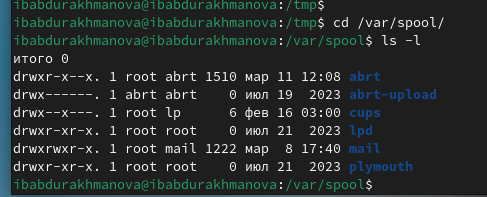 ibabdurakhmanova@ibabdurakhmanova:/tmp$
ibabdurakhmanova@ibabdurakhmanova:/tmp$ cd /var/spool/
ibabdurakhmanova@ibabdurakhmanova:/var/spool$ ls -l
итого 0
drwxr-x--x. 1 root abrt 1510 мар 11 12:08 abrt
drwx------. 1 abrt abrt    0 июл 19  2023 abrt-upload
drwx--x---. 1 root lp      6 фев 16 03:00 cups
drwxr-xr-x. 1 root root    0 июл 21  2023 lpd
drwxrwxr-x. 1 root mail 1222 мар  8 17:40 mail
drwxr-xr-x. 1 root root    0 июл 21  2023 plymouth
ibabdurakhmanova@ibabdurakhmanova:/var/spool$